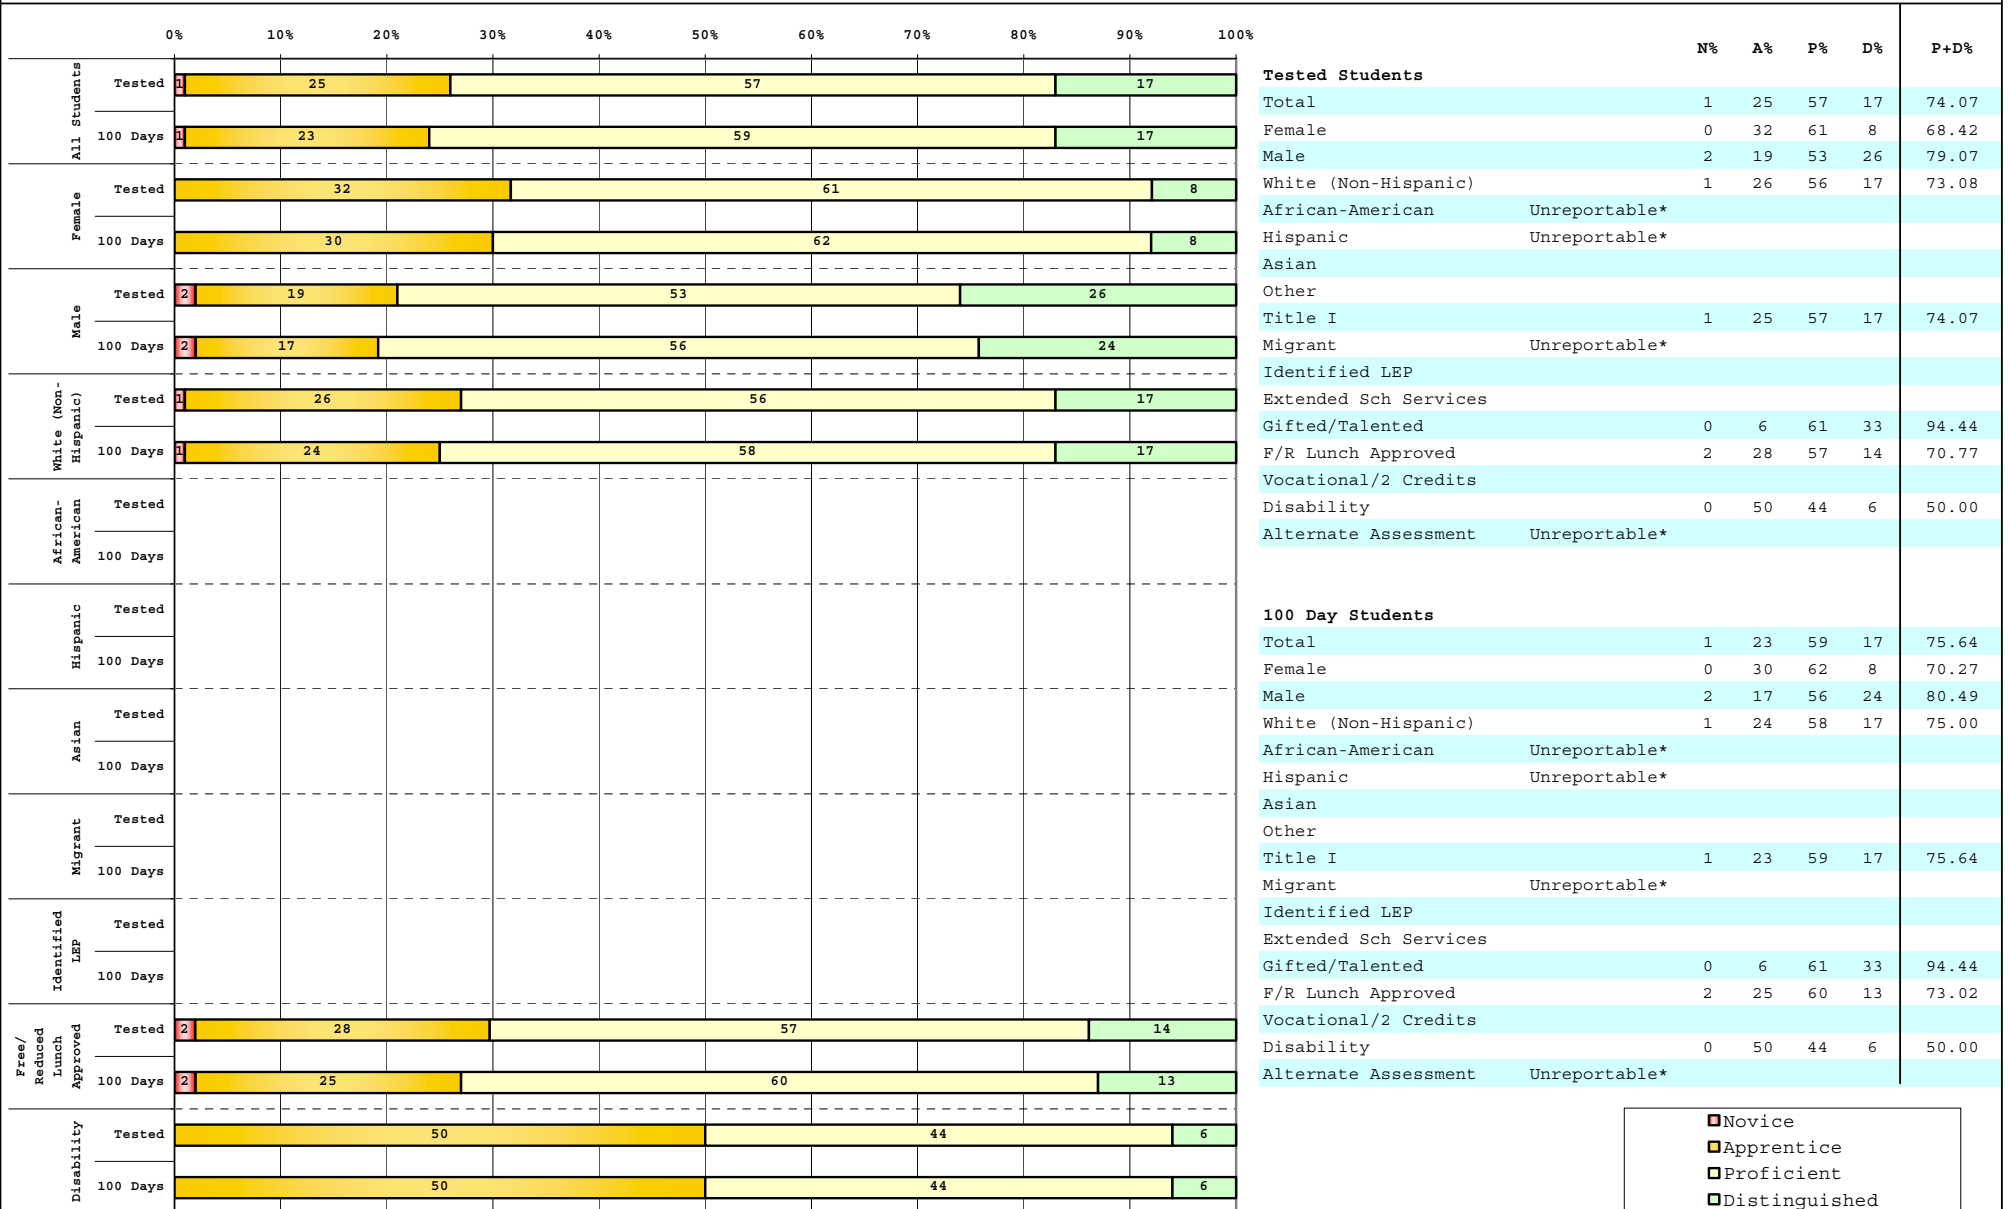 0% 10% 20% 30% 40% 50% 60% 70% 80% 90% 100%
All Students
Tested 1 25 57 17
100 Days 1 23 59 17
Female
Tested 32 61 8
100 Days 30 62 8
Male
Tested 2 19 53 26
100 Days 2 17 56 24
White (Non-
Hispanic)
Tested 1 26 56 17
100 Days 1 24 58 17
African-
American
Tested
100 Days
Hispanic
Tested
100 Days
Asian
Tested
100 Days
Migrant
Tested
100 Days
Identified
LEP
Tested
100 Days
Free/
Reduced
Lunch
Approved
Tested 2 28 57 14
100 Days 2 25 60 13
Disability
Tested 50 44 6
100 Days 50 44 6
N% A% P% D% P+D%
Tested Students
Total 1 25 57 17 74.07
Female 0 32 61 8 68.42
Male 2 19 53 26 79.07
White (Non-Hispanic) 1 26 56 17 73.08
African-American Unreportable*
Hispanic Unreportable*
Asian
Other
Title I 1 25 57 17 74.07
Migrant Unreportable*
Identified LEP
Extended Sch Services
Gifted/Talented 0 6 61 33 94.44
F/R Lunch Approved 2 28 57 14 70.77
Vocational/2 Credits
Disability 0 50 44 6 50.00
Alternate Assessment Unreportable*
100 Day Students
Total 1 23 59 17 75.64
Female 0 30 62 8 70.27
Male 2 17 56 24 80.49
White (Non-Hispanic) 1 24 58 17 75.00
African-American Unreportable*
Hispanic Unreportable*
Asian
Other
Title I 1 23 59 17 75.64
Migrant Unreportable*
Identified LEP
Extended Sch Services
Gifted/Talented 0 6 61 33 94.44
F/R Lunch Approved 2 25 60 13 73.02
Vocational/2 Credits
Disability 0 50 44 6 50.00
Alternate Assessment Unreportable*
Novice
Apprentice
Proficient
Distinguished